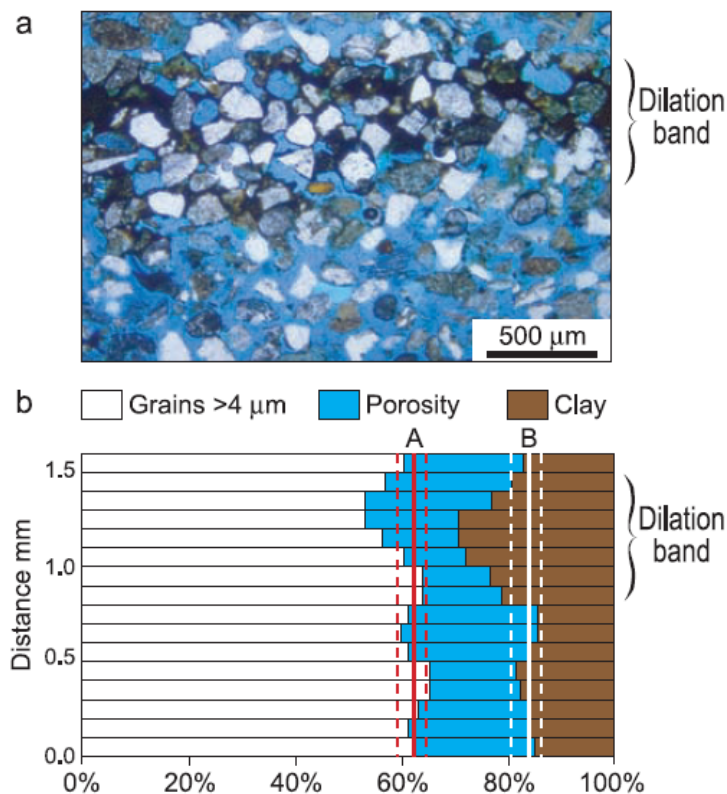 a
Dilation
band
500 μm
b
Grains >4 μm
Porosity
Clay
A
B
Distance mm
1.5
1.0
0.5
0.0
Dilation
band
0%
20%
40%
60%
80%
100%